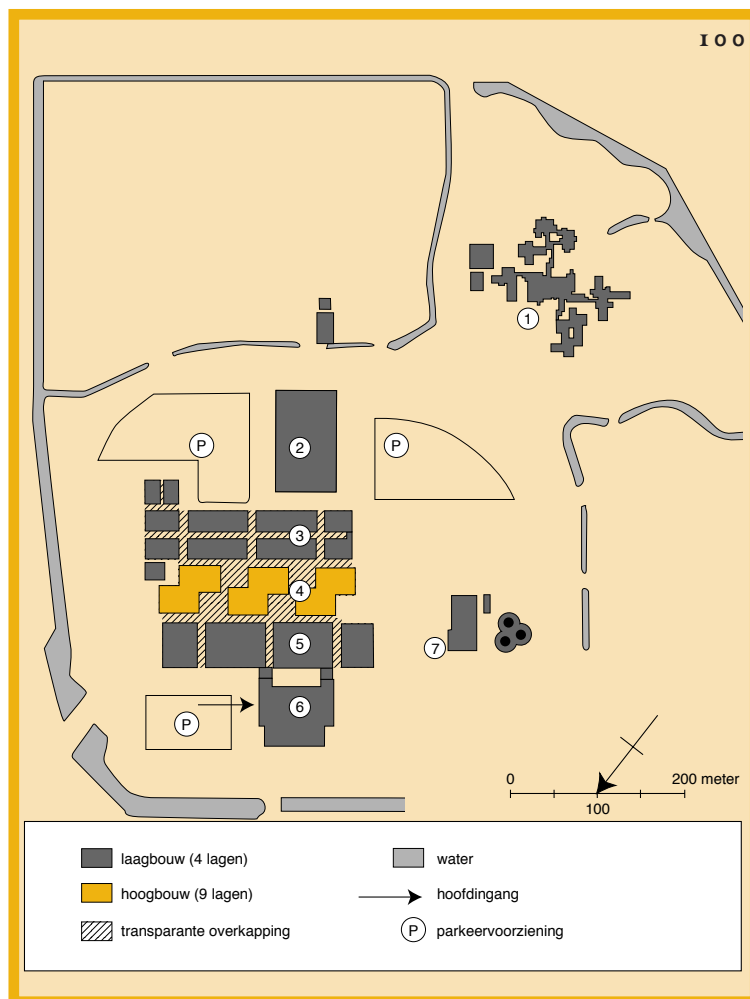 100
1
2
P
P
3
4
5
7
6
P
0
200 meter
100
laagbouw (4 lagen)
water
hoogbouw (9 lagen)
hoofdingang
transparante overkapping
P
parkeervoorziening